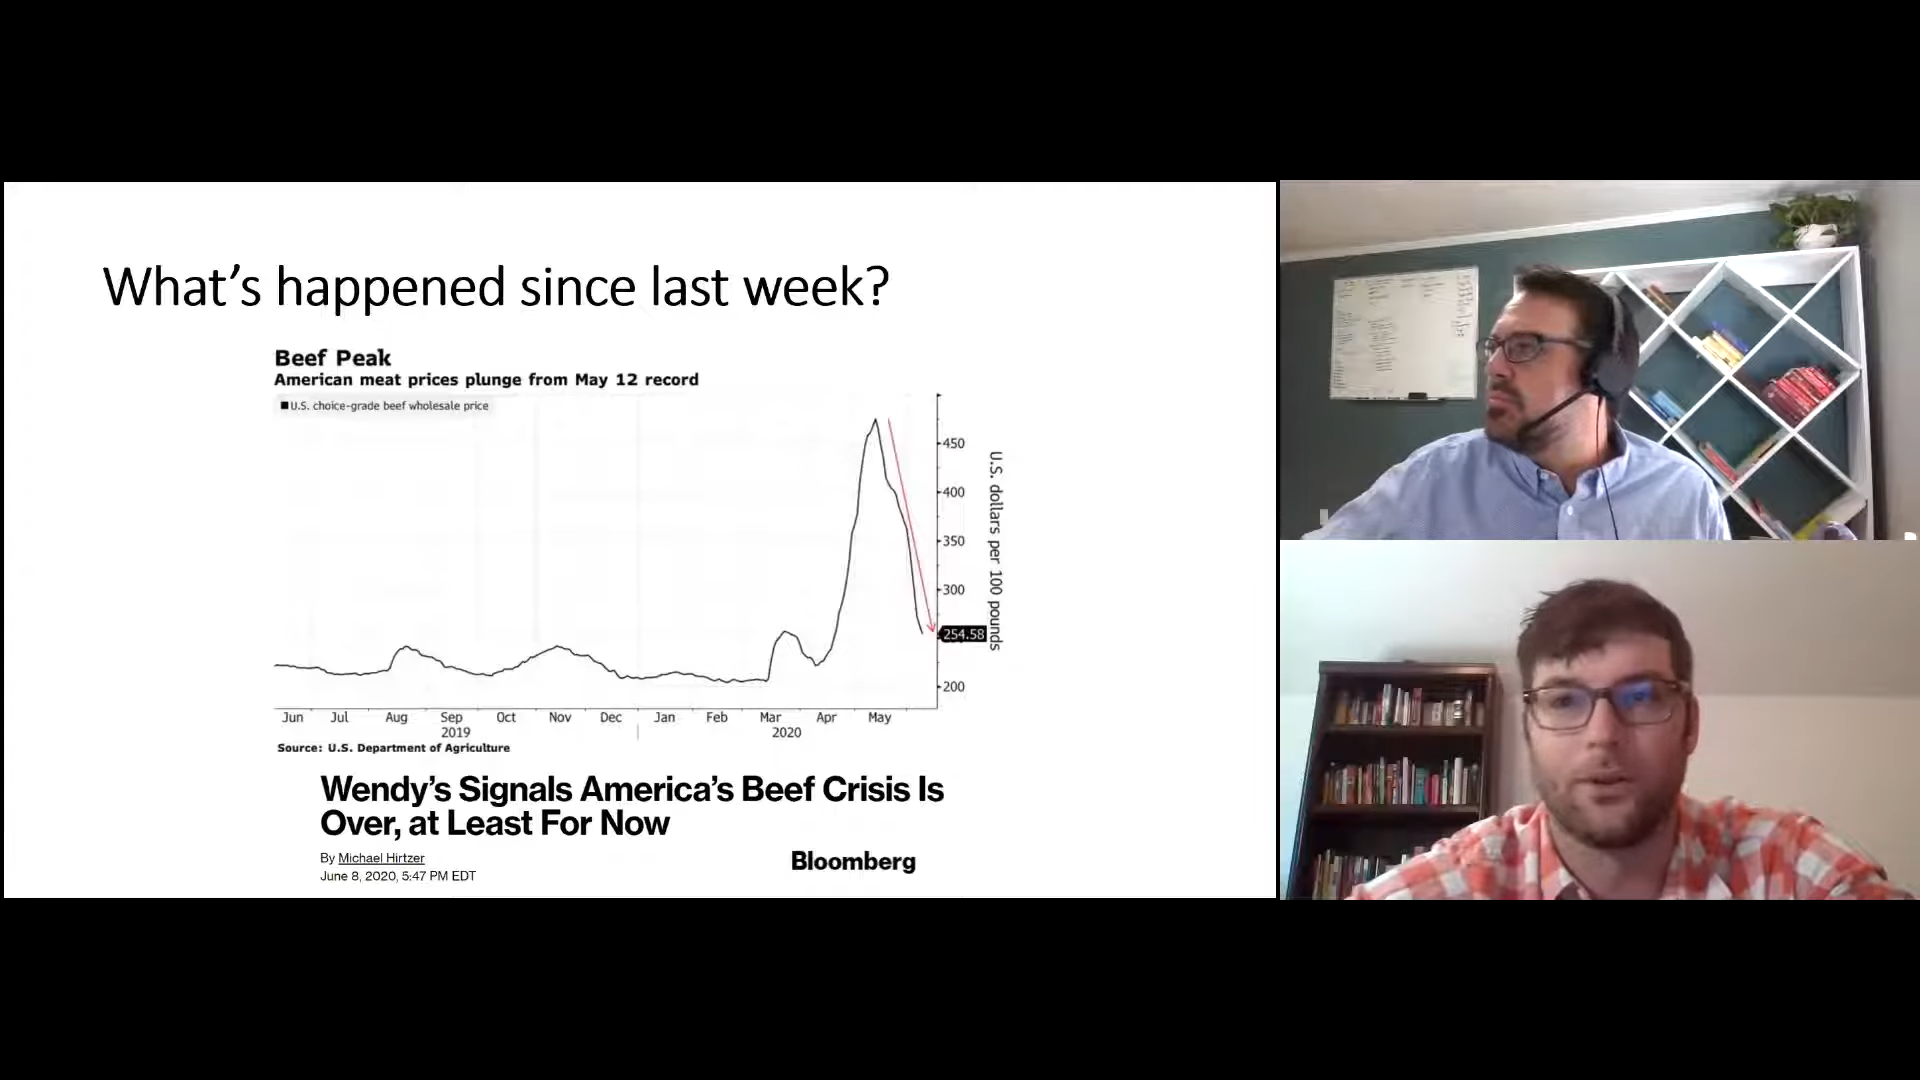 What's happened since last week?
Beef Peak
American meat prices plunge from May 12 record
U.S. choice-grade beef wholesale price
450
400
350
300
254.58
200
U.S. dollars per 100 pounds
Jun Jul Aug Sep Oct Nov Dec Jan Feb Mar Apr May
2019 2020
Source: U.S. Department of Agriculture
Wendy's Signals America's Beef Crisis Is
Over, at Least For Now
By Michael Hirtzer
June 8, 2020, 5:47 PM EDT
Bloomberg